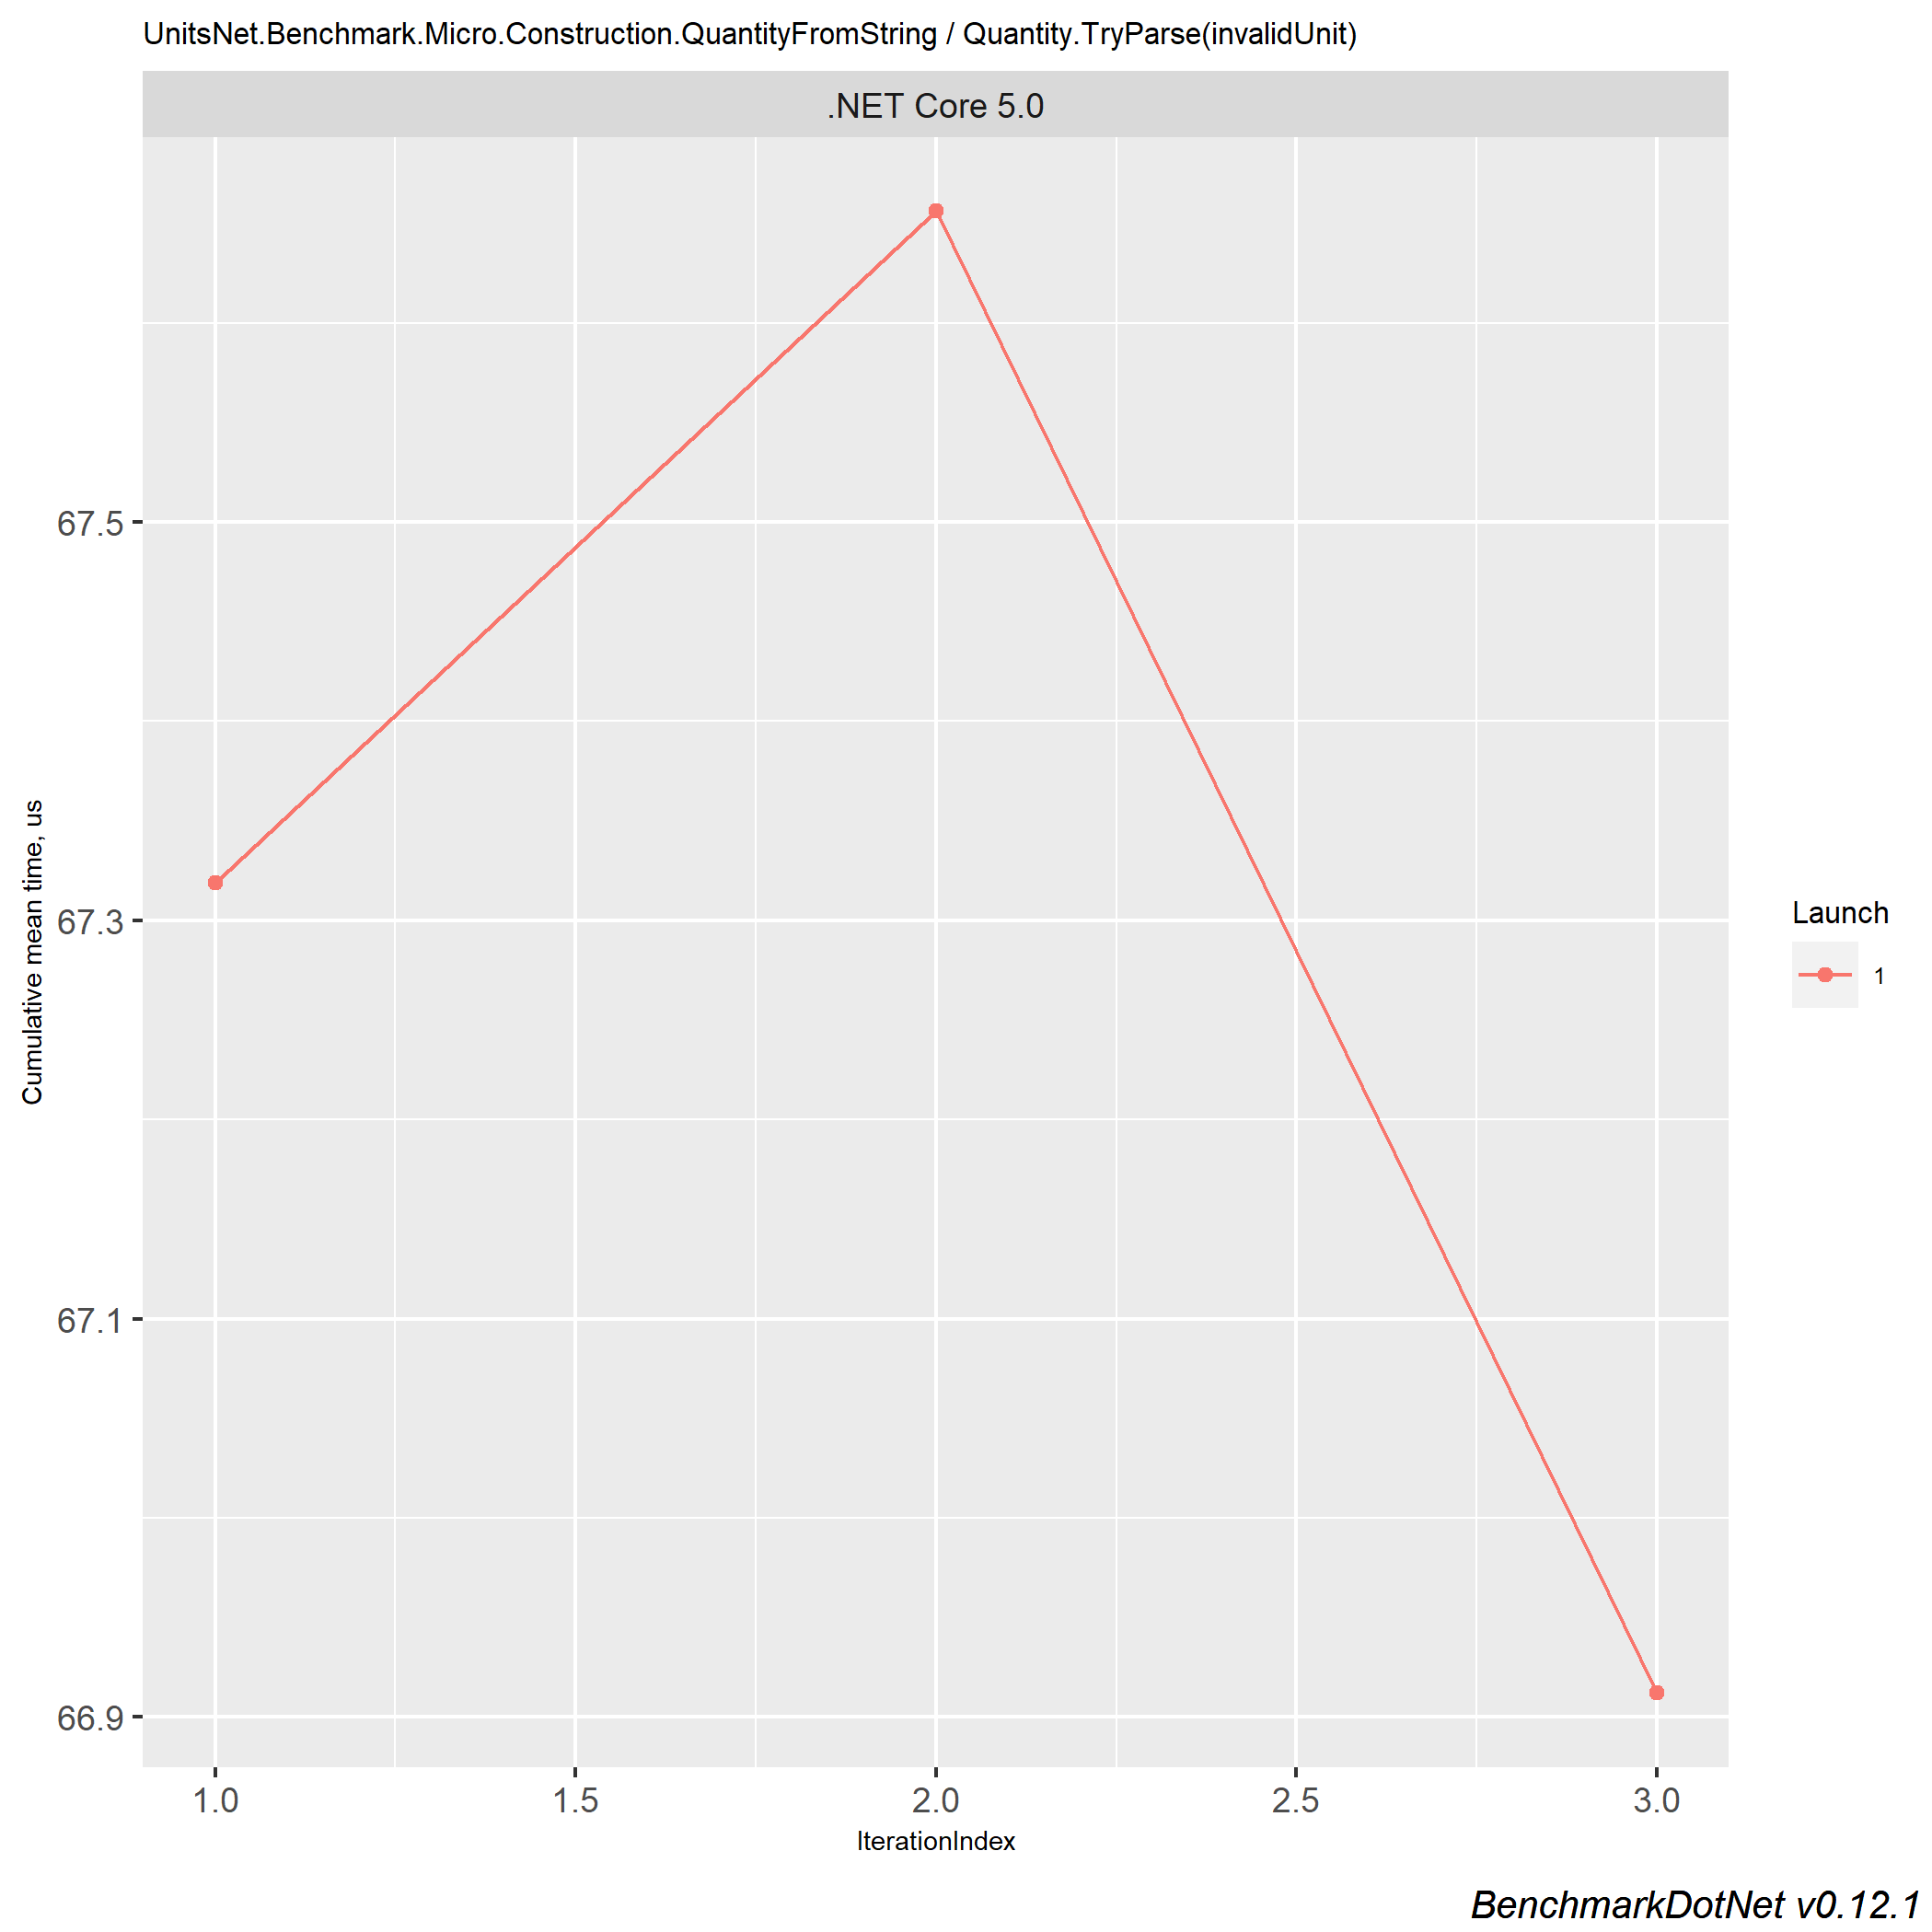 UnitsNet.Benchmark.Micro.Construction.QuantityFromString / Quantity.TryParse(invalidUnit)
.NET Core 5.0
Cumulative mean time, us
67.5
67.3
67.1
66.9
1.0
1.5
2.0
2.5
3.0
IterationIndex
Launch
1
BenchmarkDotNet v0.12.1